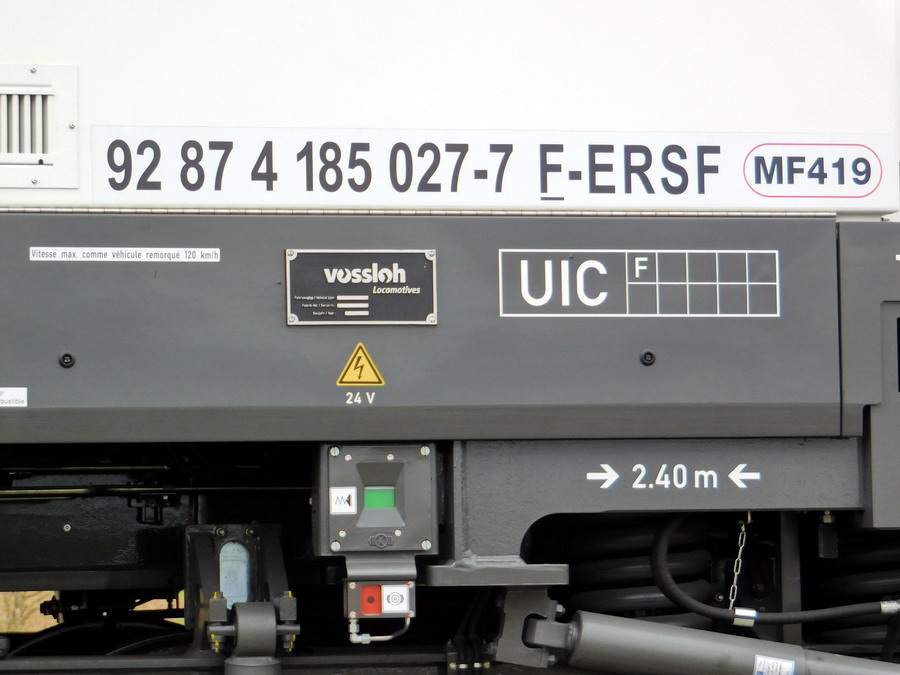 92 87 4 185 027-7 F-ERSF MF419
Vitesse max. comme véhicule remorqué 120 km/h
vossloh
Locomotives
UIC F
24 V
2.40 m